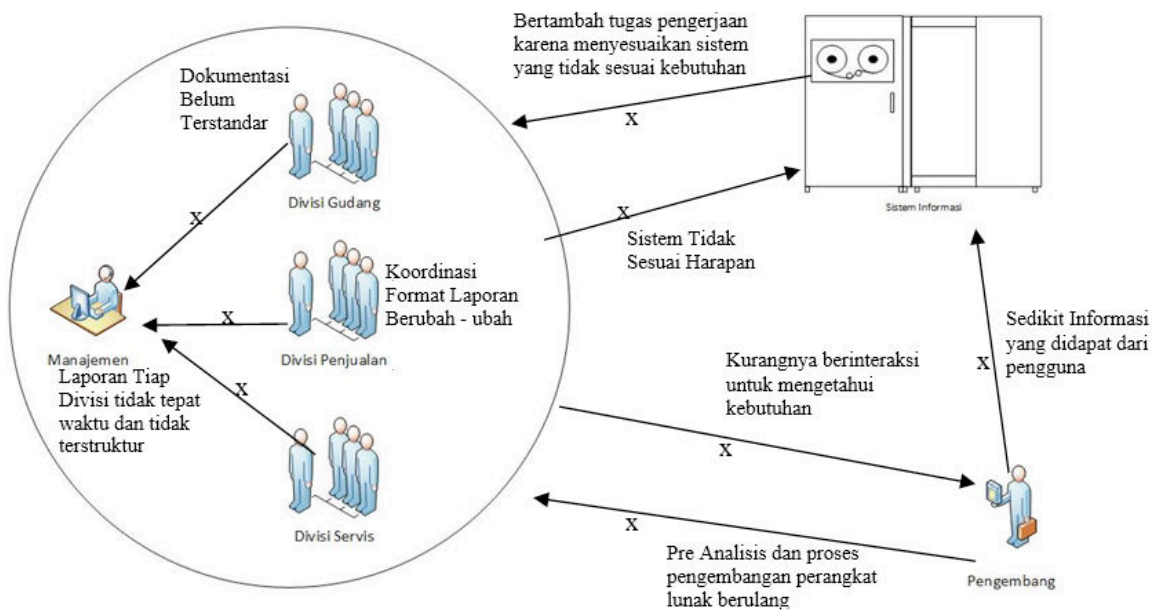 Bertambah tugas pengerjaan
karena menyesuaikan sistem
yang tidak sesuai kebutuhan
X
Dokumentasi
Belum
Terstandar
Divisi Gudang
X
Sistem Informasi
X
Sistem Tidak
Sesuai Harapan
Koordinasi
Format Laporan
Berubah - ubah
X
Divisi Penjualan
Manajemen
Laporan Tiap
Divisi tidak tepat
waktu dan tidak
terstruktur
X
Divisi Servis
Sedikit Informasi
yang didapat dari
pengguna
X
Kurangnya berinteraksi
untuk mengetahui
kebutuhan
X
X
Pre Analisis dan proses
pengembangan perangkat
lunak berulang
Pengembang